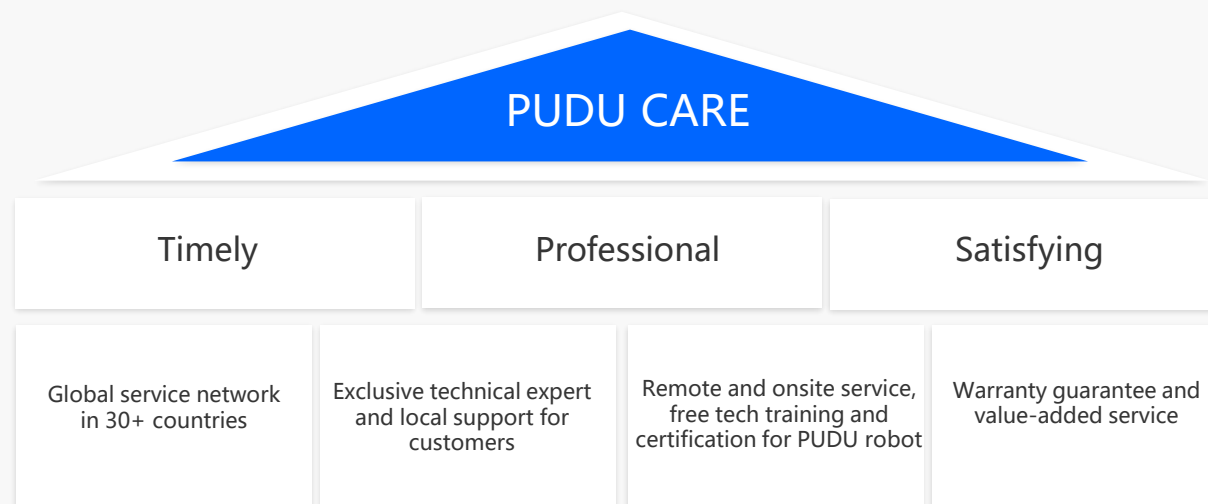 PUDU CARE
Timely
Professional
Satisfying
Global service network
in 30+ countries
Exclusive technical expert
and local support for
customers
Remote and onsite service,
free tech training and
certification for PUDU robot
Warranty guarantee and
value-added service